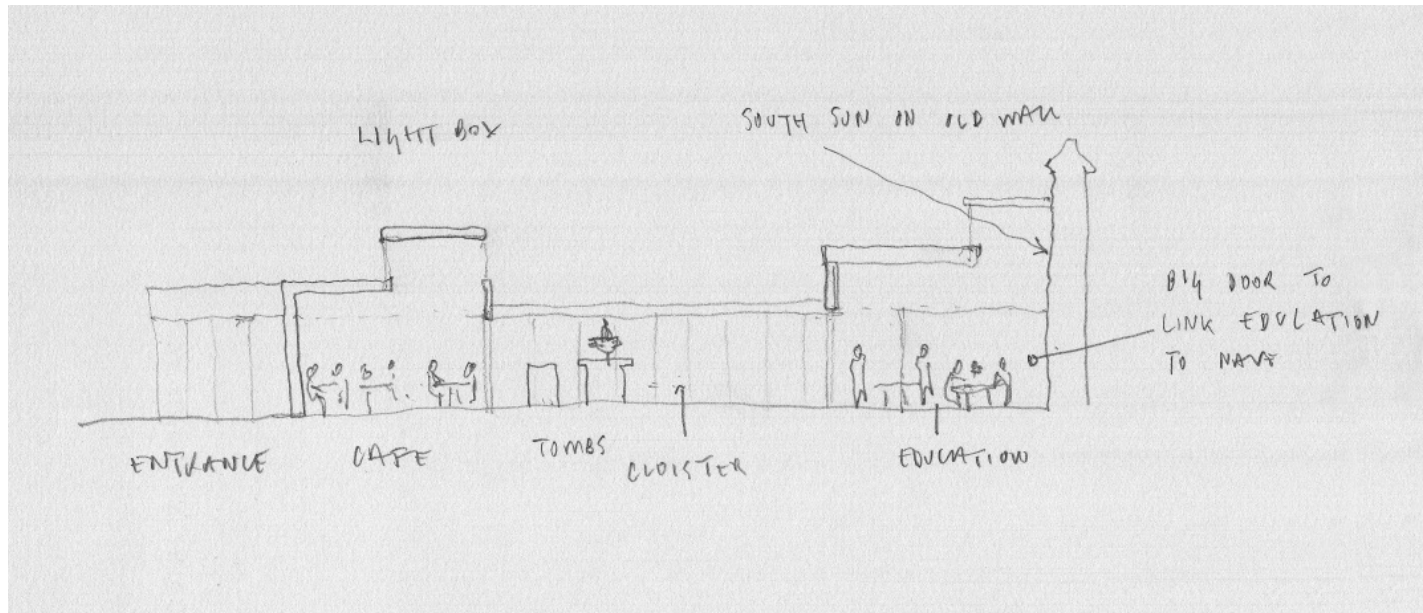 LIGHT BOX
SOUTH SUN ON OLD WALL
BIG DOOR TO
LINK EDUCATION
TO NAVE
ENTRANCE
CAFE
TOMBS
CLOISTER
EDUCATION